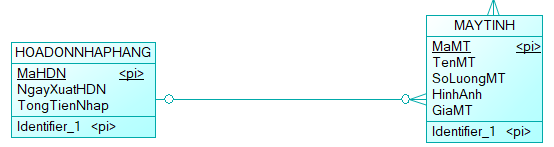 HOADONNHAPHANG
MaHDN <pi>
NgayXuatHDN
TongTienNhap
Identifier_1 <pi>
MAYTINH
MaMT <pi>
TenMT
SoLuongMT
HinhAnh
GiaMT
Identifier_1 <pi>